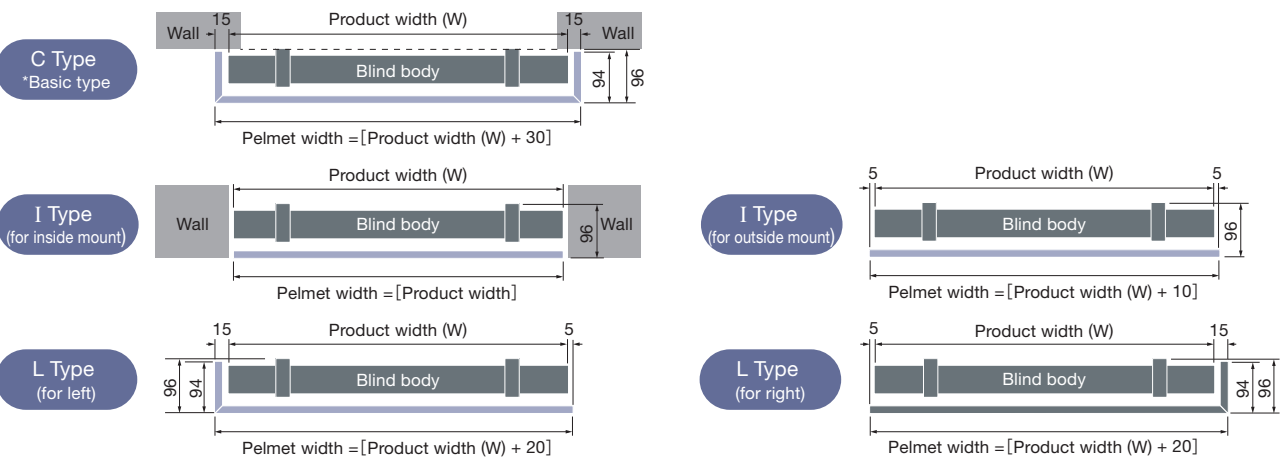 C Type
*Basic type
Wall
15
Product width (W)
15
Wall
Blind body
94
96
Pelmet width =[Product width (W) + 30]
I Type
(for inside mount)
Product width (W)
Wall
Blind body
96
Wall
Pelmet width =[Product width]
I Type
(for outside mount)
5
Product width (W)
5
Blind body
96
Pelmet width =[Product width (W) + 10]
L Type
(for left)
15
Product width (W)
5
96
94
Blind body
Pelmet width =[Product width (W) + 20]
L Type
(for right)
5
Product width (W)
15
Blind body
94
96
Pelmet width =[Product width (W) + 20]